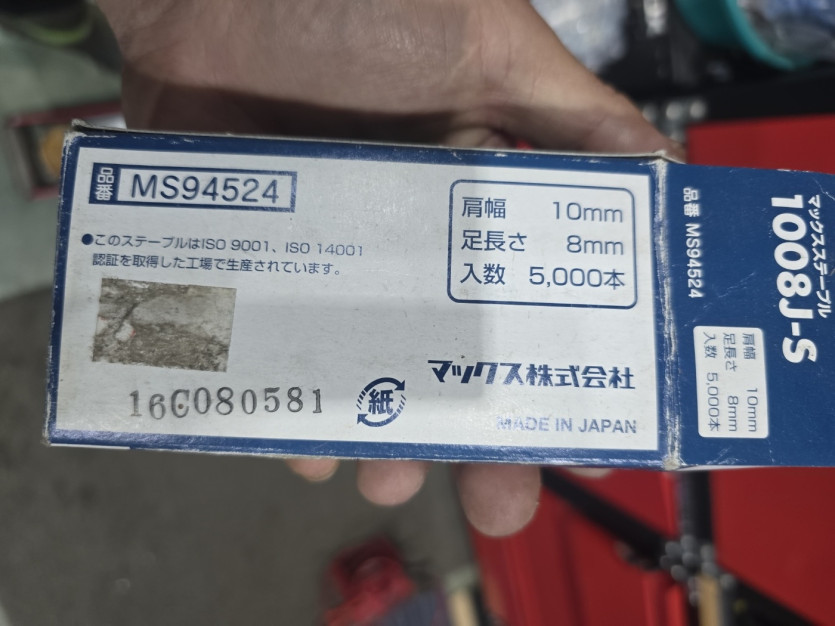 品番 MS94524
●このステープルはISO 9001、ISO 14001
認証を取得した工場で生産されています。
肩幅 10mm
足長さ 8mm
入数 5,000本
16C080581
紙
マックス株式会社
MADE IN JAPAN
マックスステープル
1008J-S
品番 MS94524
肩幅 10mm
足長さ 8mm
入数 5,000本